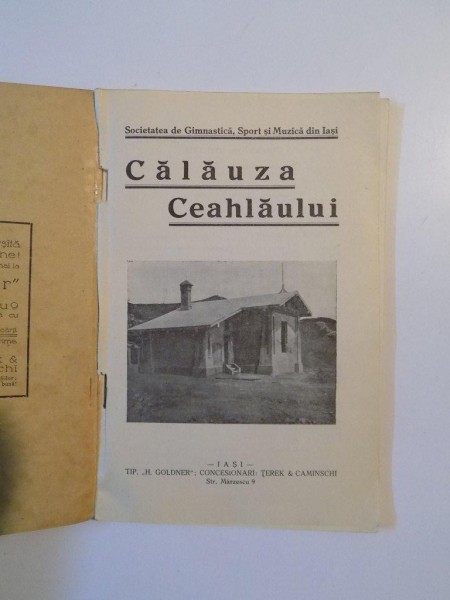 Societatea de Gimnastică, Sport și Muzică din Iași
Călăuza
Ceahlăului
— IAȘI —
TIP. „H. GOLDNER"; CONCESIONARI: ȚEREK & CAMINSCHI
Str. Mârzescu 9